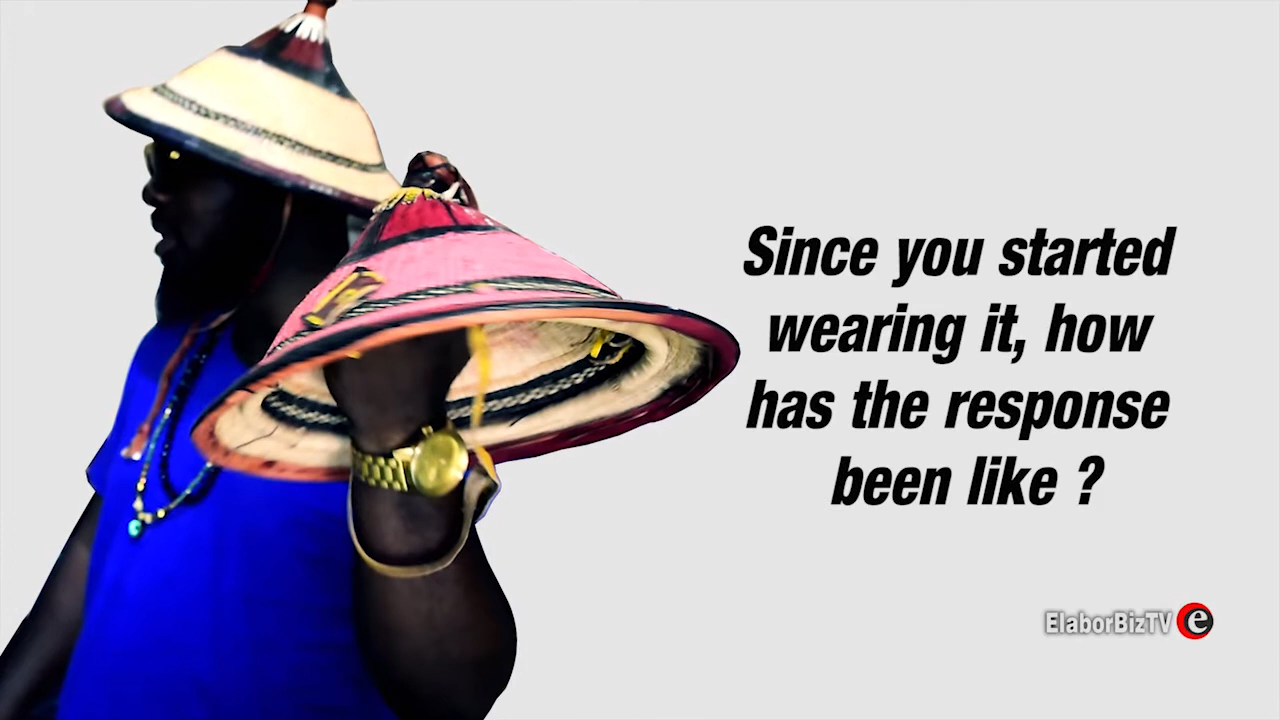 Since you started
wearing it, how
has the response
been like ?
ElaborBizTV e